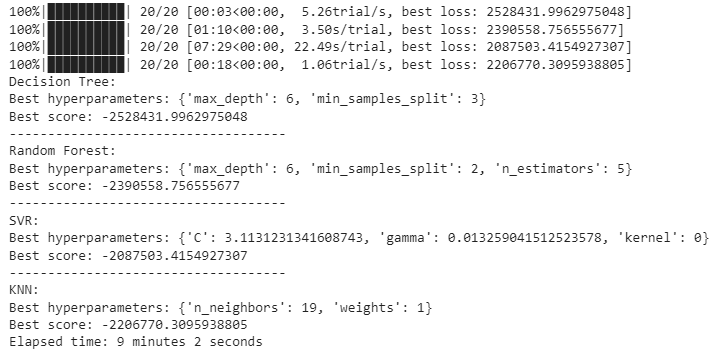 100%|██████████| 20/20 [00:03<00:00,  5.26trial/s, best loss: 2528431.9962975048]
100%|██████████| 20/20 [01:10<00:00,  3.50s/trial, best loss: 2390558.756555677]
100%|██████████| 20/20 [07:29<00:00, 22.49s/trial, best loss: 2087503.4154927307]
100%|██████████| 20/20 [00:18<00:00,  1.06trial/s, best loss: 2206770.3095938805]
Decision Tree:
Best hyperparameters: {'max_depth': 6, 'min_samples_split': 3}
Best score: -2528431.9962975048
------------------------------------
Random Forest:
Best hyperparameters: {'max_depth': 6, 'min_samples_split': 2, 'n_estimators': 5}
Best score: -2390558.756555677
------------------------------------
SVR:
Best hyperparameters: {'C': 3.1131231341608743, 'gamma': 0.013259041512523578, 'kernel': 0}
Best score: -2087503.4154927307
------------------------------------
KNN:
Best hyperparameters: {'n_neighbors': 19, 'weights': 1}
Best score: -2206770.3095938805
Elapsed time: 9 minutes 2 seconds